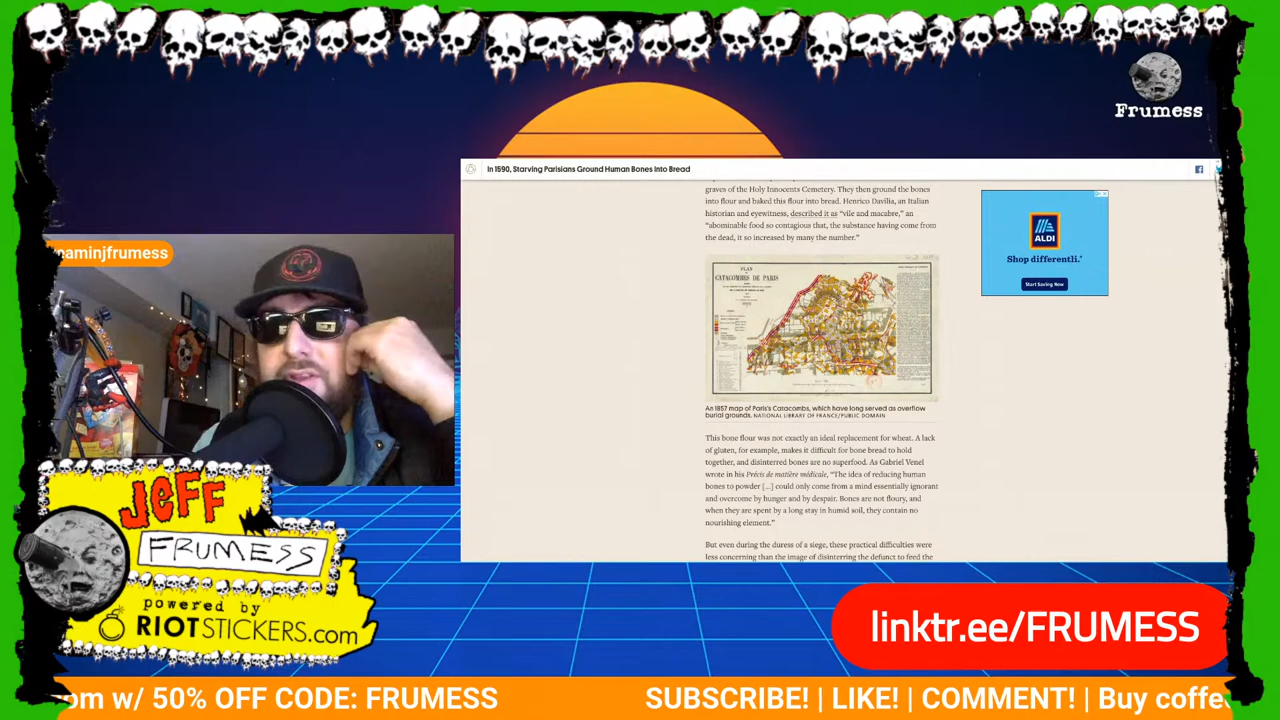 Frumess
In 1590, Starving Parisians Ground Human Bones Into Bread
graves of the Holy Innocents Cemetery. They then ground the bones
into flour and baked this flour into bread. Henrico Davilia, an Italian
historian and eyewitness, described it as “vile and macabre,” an
“abominable food so contagious that, the substance having come from
the dead, it so increased by many the number.”
ALDI
Shop differentli.
Start Saving Now
eaminjfrumess
PLAN
CATACOMBES DE PARIS
An 1857 map of Paris's Catacombs, which have long served as overflow
burial grounds. NATIONAL LIBRARY OF FRANCE/PUBLIC DOMAIN
This bone flour was not exactly an ideal replacement for wheat. A lack
of gluten, for example, makes it difficult for bone bread to hold
together, and disinterred bones are no superfood. As Gabriel Venel
wrote in his Précis de matière médicale, “The idea of reducing human
bones to powder [...] could only come from a mind essentially ignorant
and overcome by hunger and by despair. Bones are not floury, and
when they are spent by a long stay in humid soil, they contain no
nourishing element.”
But even during the duress of a siege, these practical difficulties were
less concerning than the image of disinterring the defunct to feed the
JEFF
FRUMESS
powered by
RIOTSTICKERS.com
linktr.ee/FRUMESS
om w/ 50% OFF CODE: FRUMESS SUBSCRIBE! | LIKE! | COMMENT! | Buy coffe